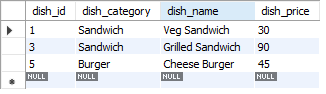 dish_id dish_category dish_name dish_price
1 Sandwich Veg Sandwich 30
3 Sandwich Grilled Sandwich 90
5 Burger Cheese Burger 45
NULL NULL NULL NULL